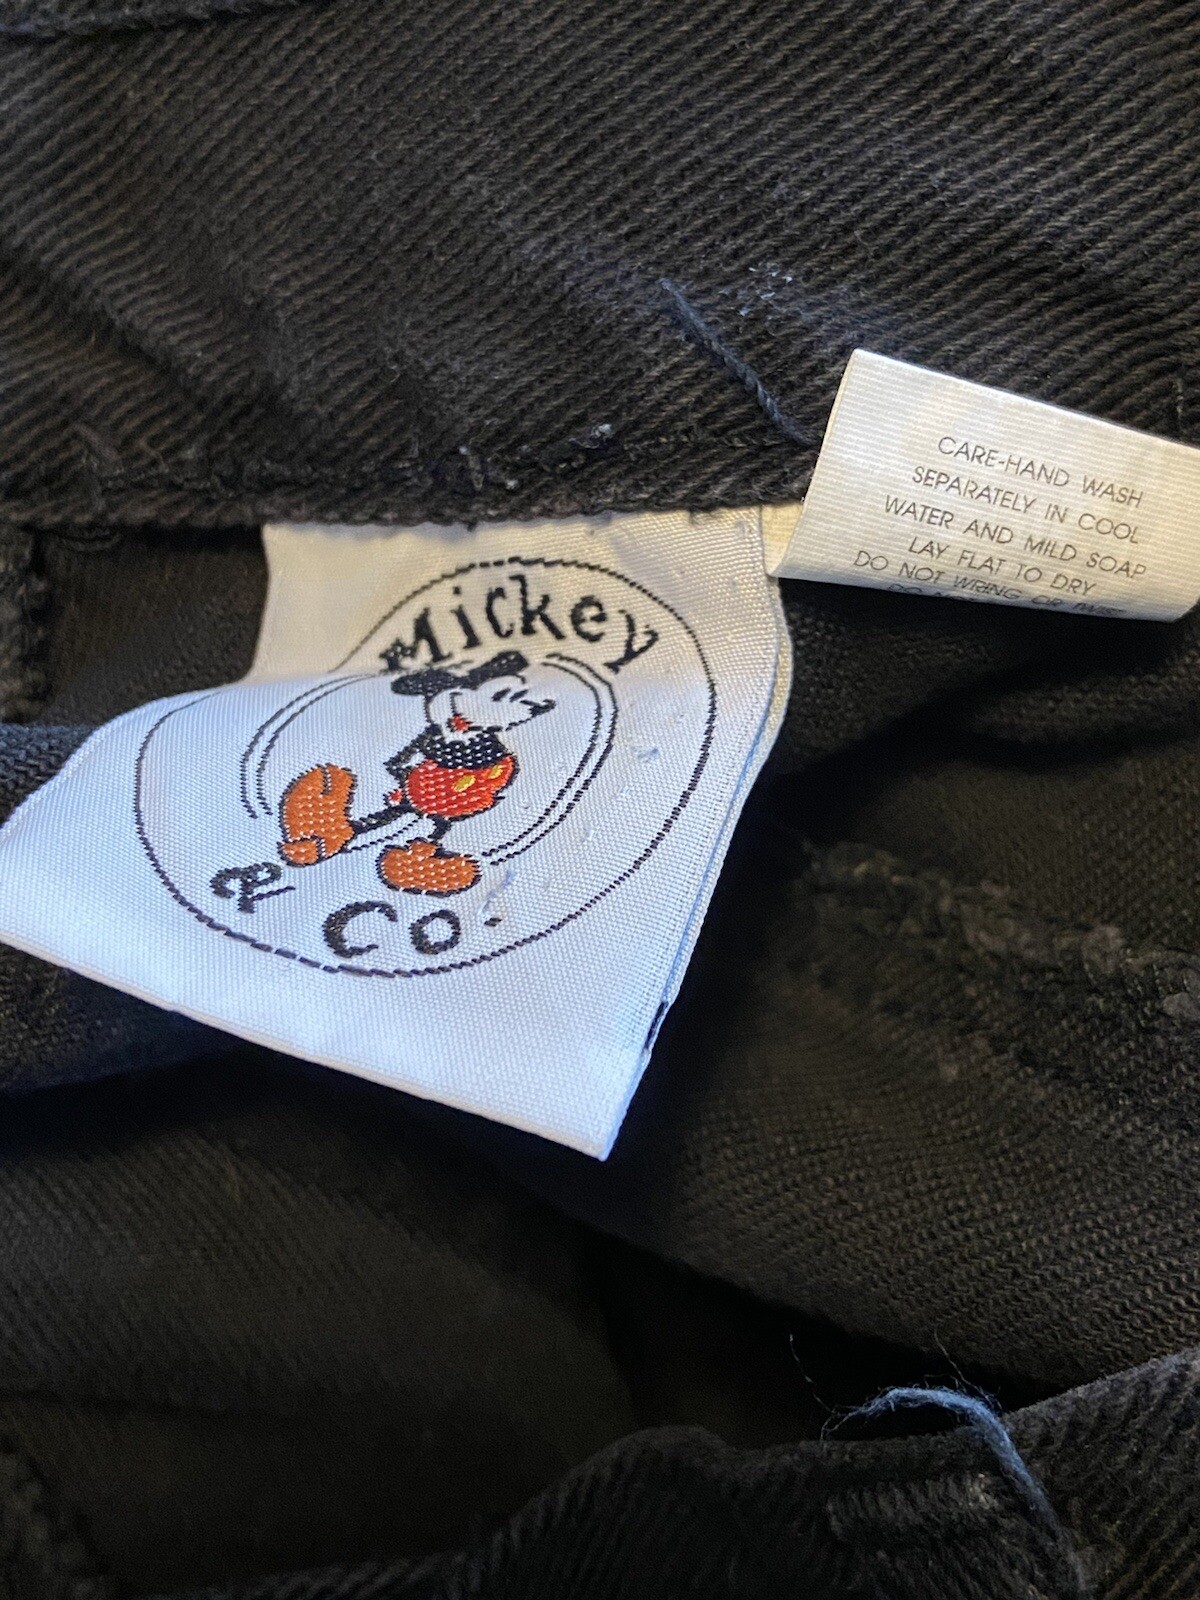 Mickey
& Co.
CARE-HAND WASH
SEPARATELY IN COOL
WATER AND MILD SOAP
LAY FLAT TO DRY
DO NOT WRING OR TWIST
DO